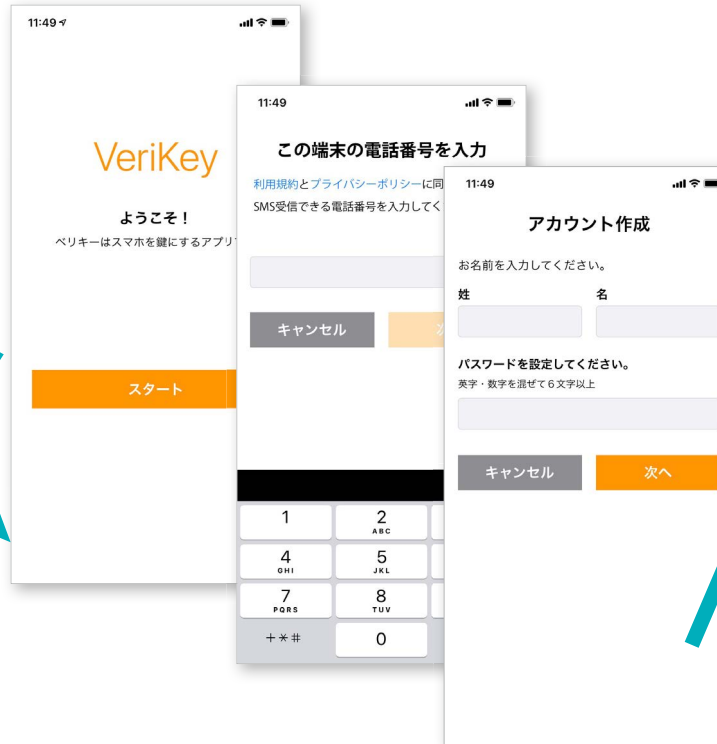 11:49
VeriKey
ようこそ！
ベリキーはスマホを鍵にするアプリ
スタート
11:49
この端末の電話番号を入力
利用規約とプライバシーポリシーに同
SMS受信できる電話番号を入力してく
キャンセル
1
2
ABC
4
GHI
5
JKL
7
PQRS
8
TUV
+*#
0
11:49
アカウント作成
お名前を入力してください。
姓
名
パスワードを設定してください。
英字・数字を混ぜて6文字以上
キャンセル
次へ